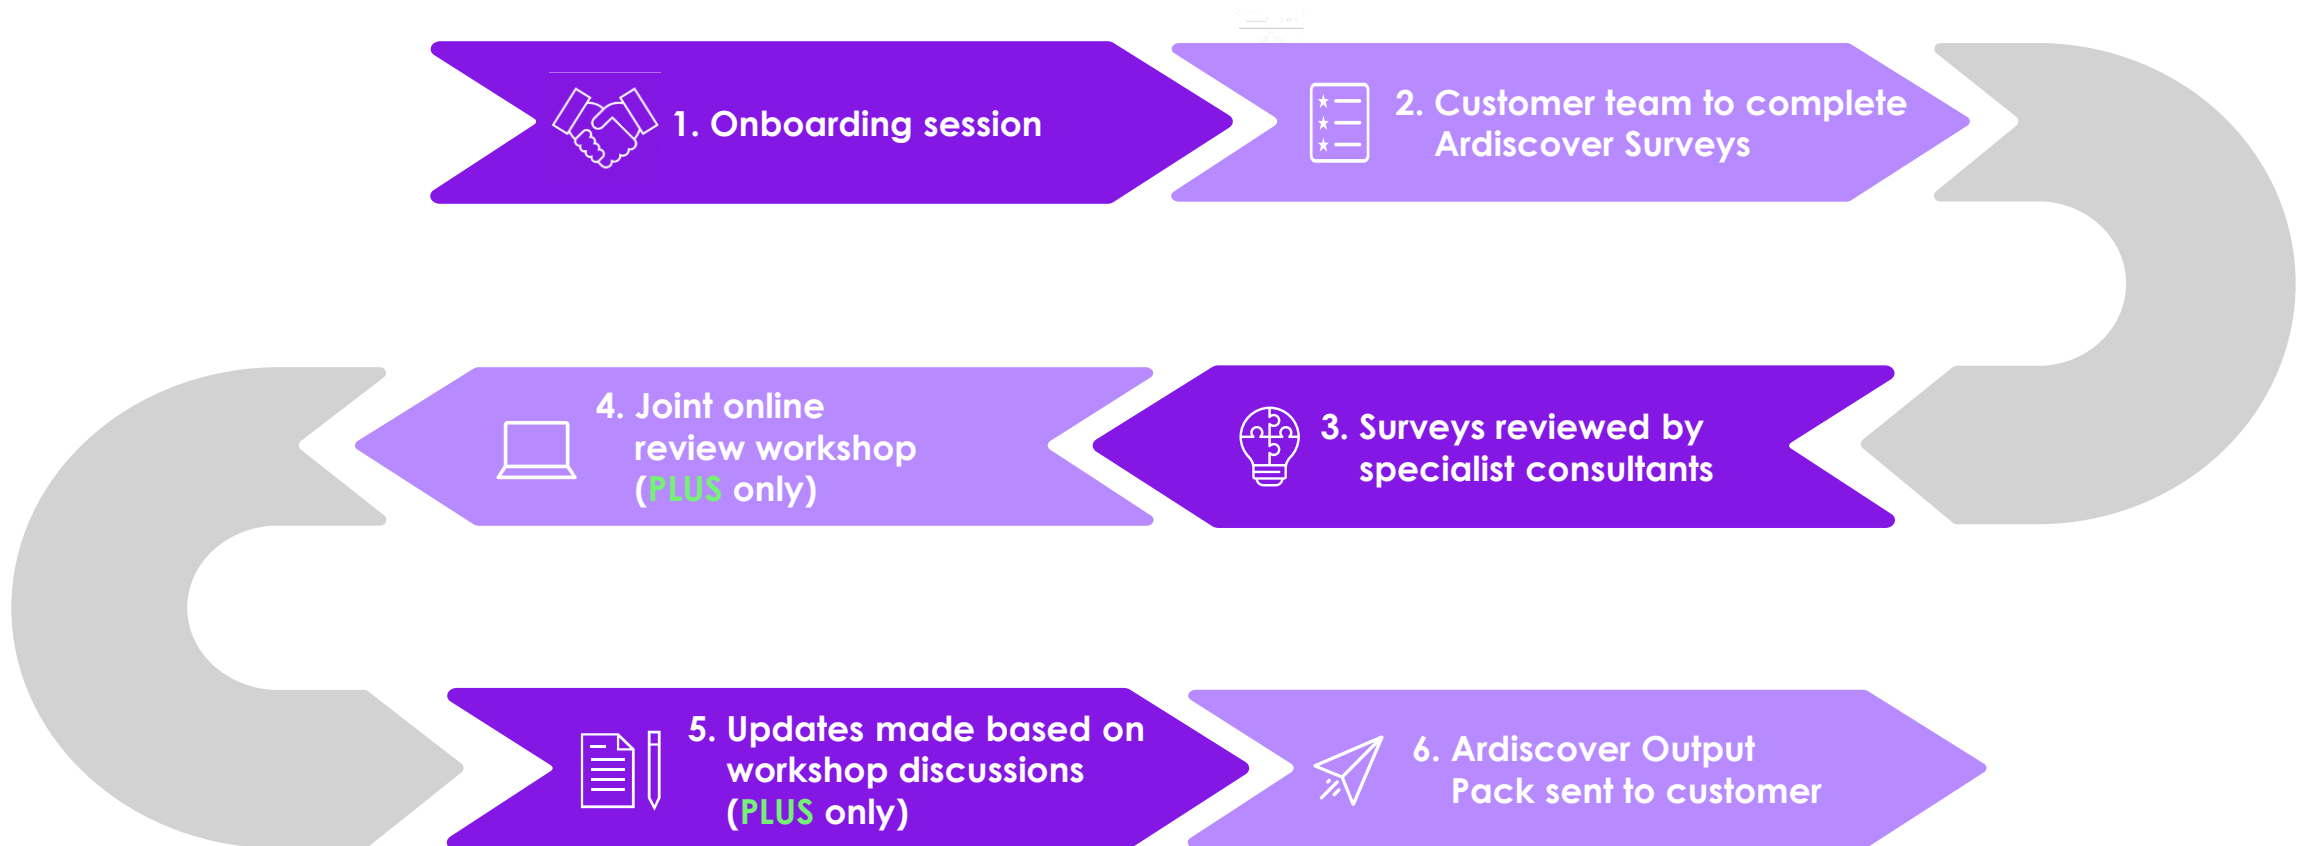 1. Onboarding session
2. Customer team to complete
Ardiscover Surveys
3. Surveys reviewed by
specialist consultants
4. Joint online
review workshop
(PLUS only)
5. Updates made based on
workshop discussions
(PLUS only)
6. Ardiscover Output
Pack sent to customer